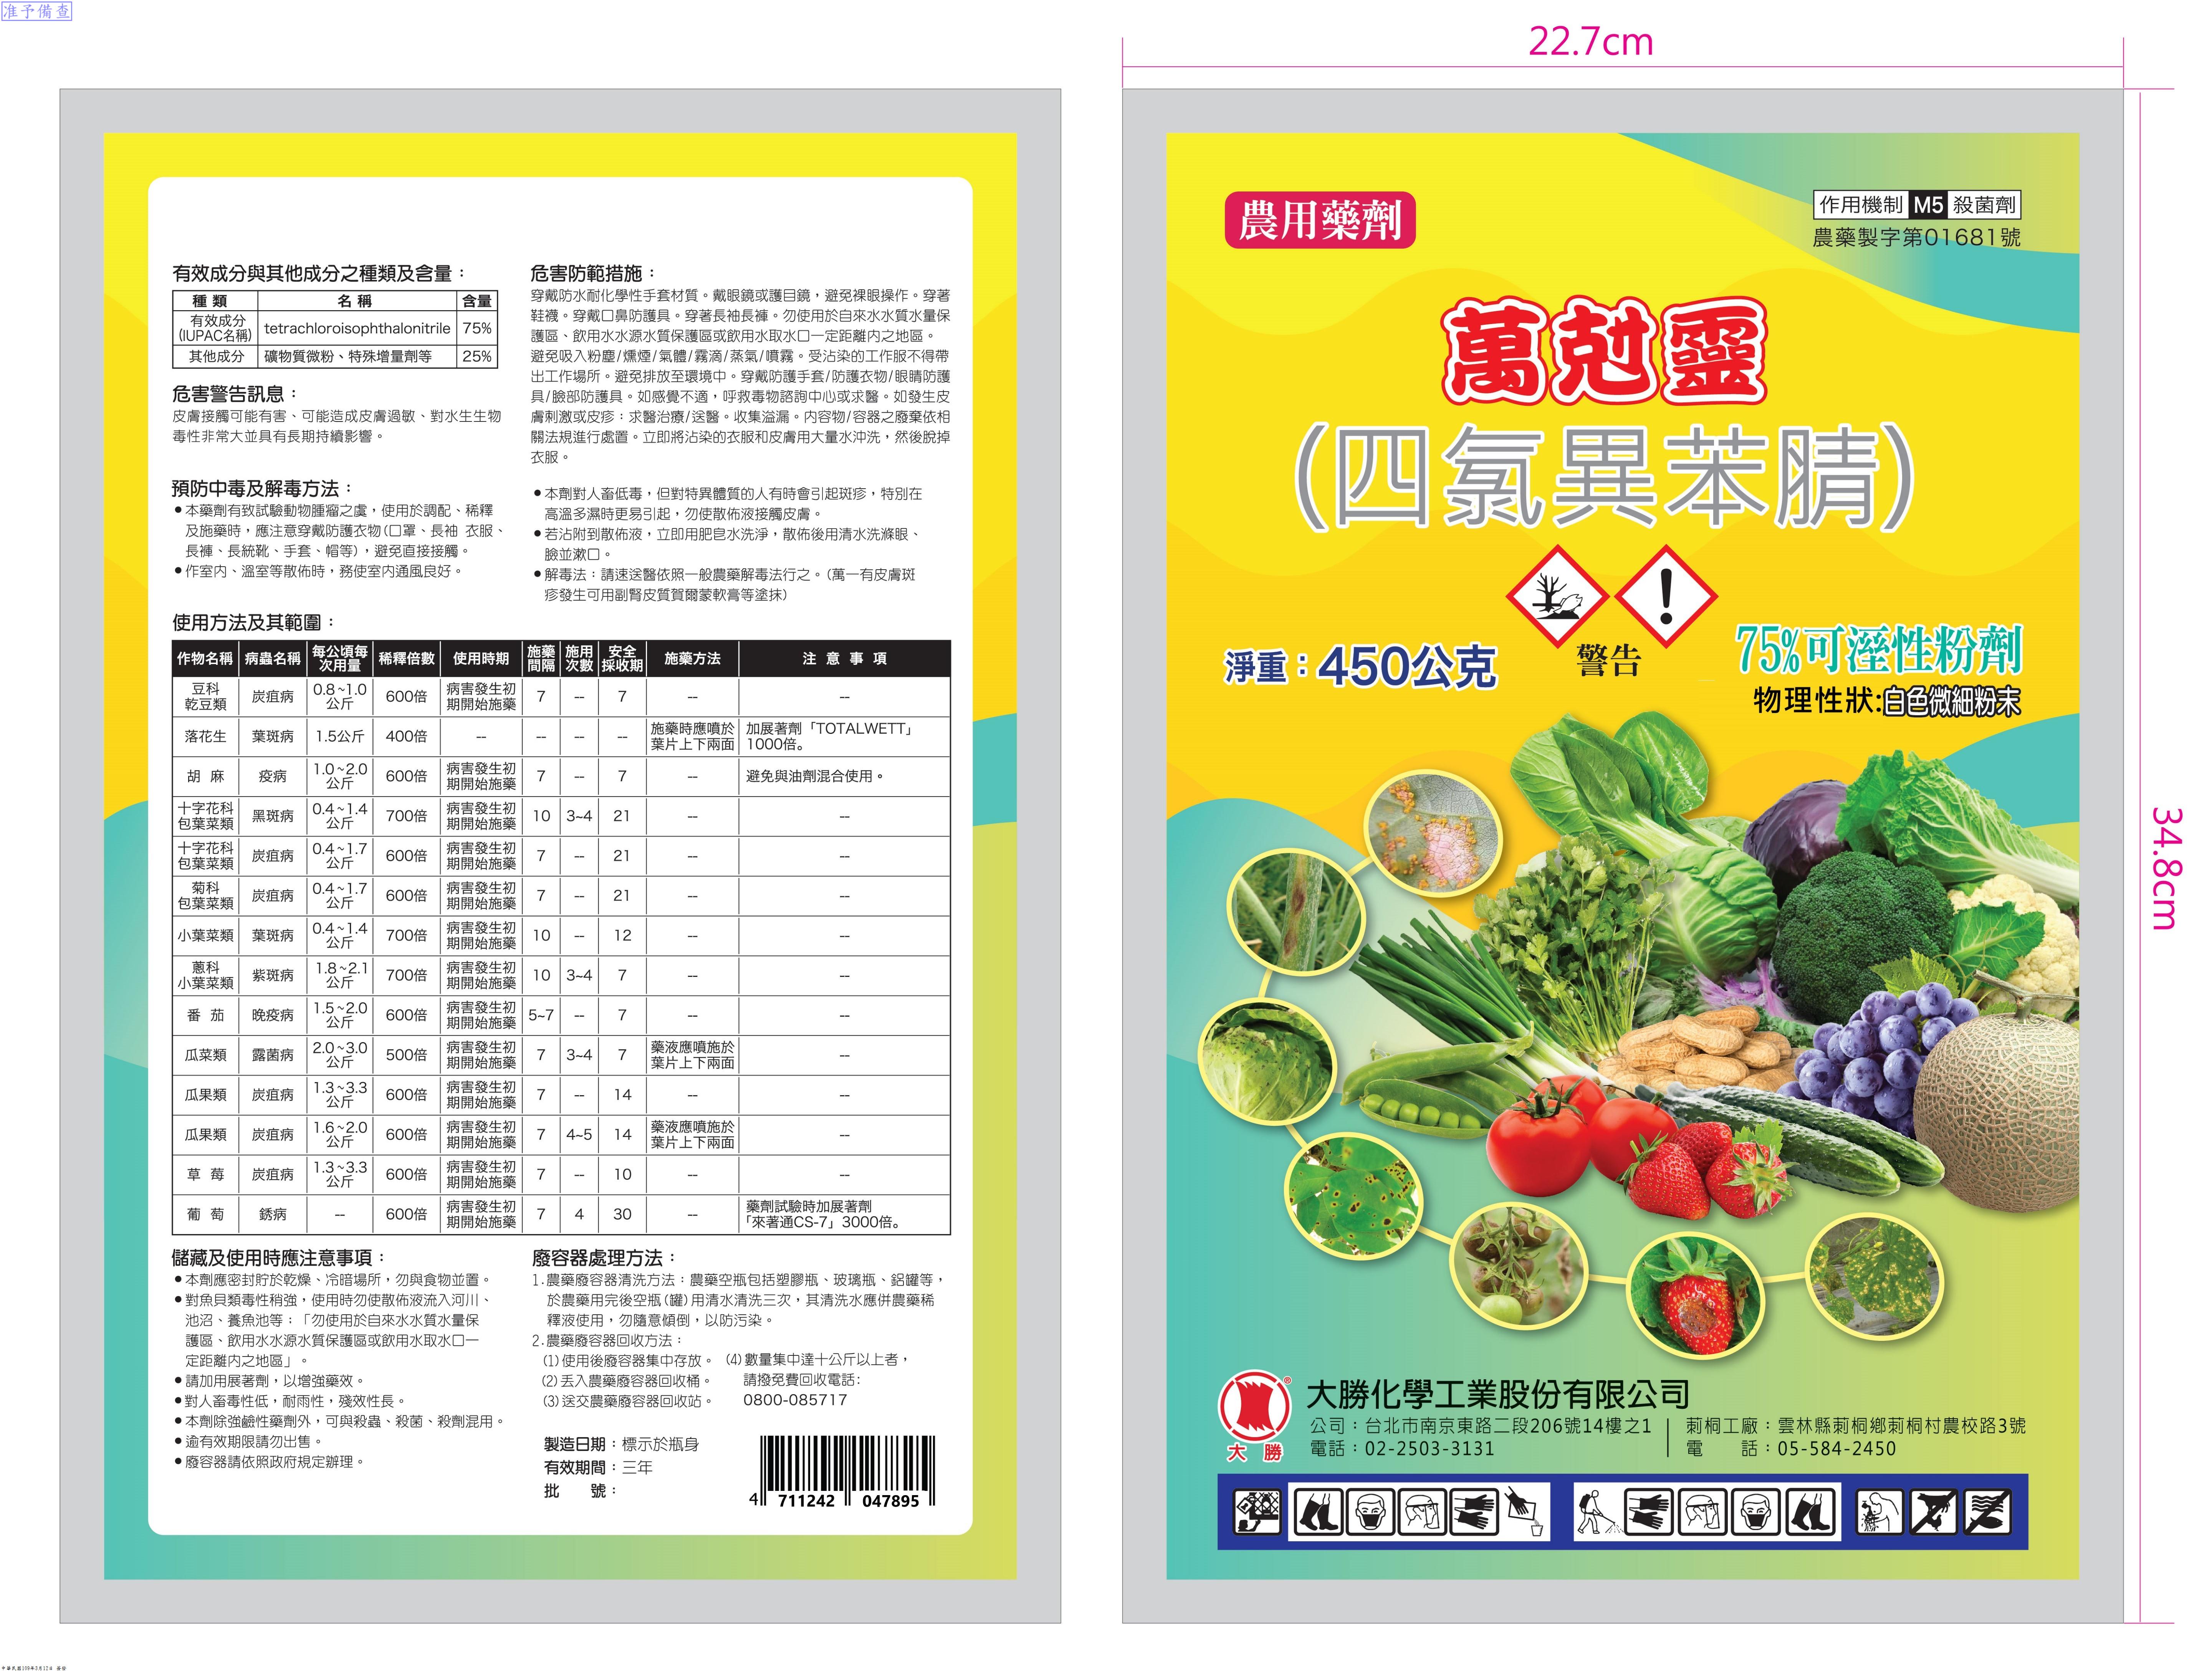 准予備查
22.7cm
34.8cm
有效成分與其他成分之種類及含量：
種 類 名 稱 含量
有效成分
(IUPAC名稱) tetrachloroisophthalonitrile 75%
其他成分 礦物質微粉、特殊增量劑等 25%
危害警告訊息：
皮膚接觸可能有害、可能造成皮膚過敏、對水生生物
毒性非常大並具有長期持續影響。
預防中毒及解毒方法：
●本藥劑有致試驗動物腫瘤之虞，使用於調配、稀釋
及施藥時，應注意穿戴防護衣物(口罩、長袖 衣服、
長褲、長統靴、手套、帽等)，避免直接接觸。
●作室內、溫室等散佈時，務使室內通風良好。
危害防範措施：
穿戴防水耐化學性手套材質。戴眼鏡或護目鏡，避免裸眼操作。穿著
鞋襪。穿戴口鼻防護具。穿著長袖長褲。勿使用於自來水水質水量保
護區、飲用水水源水質保護區或飲用水取水口一定距離內之地區。
避免吸入粉塵/燻煙/氣體/霧滴/蒸氣/噴霧。受沾染的工作服不得帶
出工作場所。避免排放至環境中。穿戴防護手套/防護衣物/眼睛防護
具/臉部防護具。如感覺不適，呼救毒物諮詢中心或求醫。如發生皮
膚刺激或皮疹：求醫治療/送醫。收集溢漏。內容物/容器之廢棄依相
關法規進行處置。立即將沾染的衣服和皮膚用大量水沖洗，然後脫掉
衣服。
●本劑對人畜低毒，但對特異體質的人有時會引起斑疹，特別在
高溫多濕時更易引起，勿使散佈液接觸皮膚。
●若沾附到散佈液，立即用肥皂水洗淨，散佈後用清水洗滌眼、
臉並漱口。
●解毒法：請速送醫依照一般農藥解毒法行之。(萬一有皮膚斑
疹發生可用副腎皮質賀爾蒙軟膏等塗抹)
使用方法及其範圍：
作物名稱 病蟲名稱 每公頃每次用量 稀釋倍數 使用時期 施藥間隔 施用次數 安全採收期 施藥方法 注 意 事 項
豆科乾豆類 炭疽病 0.8~1.0公斤 600倍 病害發生初期開始施藥 7 -- 7 -- --
落花生 葉斑病 1.5公斤 400倍 -- -- -- -- 施藥時應噴於葉片上下兩面 加展著劑「TOTALWETT」1000倍。
胡 麻 疫病 1.0~2.0公斤 600倍 病害發生初期開始施藥 7 -- 7 -- 避免與油劑混合使用。
十字花科包葉菜類 黑斑病 0.4~1.4公斤 700倍 病害發生初期開始施藥 10 3~4 21 -- --
十字花科包葉菜類 炭疽病 0.4~1.7公斤 600倍 病害發生初期開始施藥 7 -- 21 -- --
菊科包葉菜類 炭疽病 0.4~1.7公斤 600倍 病害發生初期開始施藥 7 -- 21 -- --
小葉菜類 葉斑病 0.4~1.4公斤 700倍 病害發生初期開始施藥 10 -- 12 -- --
蔥科小葉菜類 紫斑病 1.8~2.1公斤 700倍 病害發生初期開始施藥 10 3~4 7 -- --
番 茄 晚疫病 1.5~2.0公斤 600倍 病害發生初期開始施藥 5~7 -- 7 -- --
瓜菜類 露菌病 2.0~3.0公斤 500倍 病害發生初期開始施藥 7 3~4 7 藥液應噴施於葉片上下兩面 --
瓜果類 炭疽病 1.3~3.3公斤 600倍 病害發生初期開始施藥 7 -- 14 -- --
瓜果類 炭疽病 1.6~2.0公斤 600倍 病害發生初期開始施藥 7 4~5 14 藥液應噴施於葉片上下兩面 --
草 莓 炭疽病 1.3~3.3公斤 600倍 病害發生初期開始施藥 7 -- 10 -- --
葡 萄 銹病 -- 600倍 病害發生初期開始施藥 7 4 30 -- 藥劑試驗時加展著劑「來著通CS-7」3000倍。
儲藏及使用時應注意事項：
●本劑應密封貯於乾燥、冷暗場所，勿與食物並置。
●對魚貝類毒性稍強，使用時勿使散佈液流入河川、
池沼、養魚池等；「勿使用於自來水水質水量保
護區、飲用水水源水質保護區或飲用水取水口一
定距離內之地區」。
●請加用展著劑，以增強藥效。
●對人畜毒性低，耐雨性，殘效性長。
●本劑除強鹼性藥劑外，可與殺蟲、殺菌、殺劑混用。
●逾有效期限請勿出售。
●廢容器請依照政府規定辦理。
廢容器處理方法：
1.農藥廢容器清洗方法：農藥空瓶包括塑膠瓶、玻璃瓶、鋁罐等，
於農藥用完後空瓶(罐)用清水清洗三次，其清洗水應併農藥稀
釋液使用，勿隨意傾倒，以防污染。
2.農藥廢容器回收方法：
(1)使用後廢容器集中存放。
(2)丟入農藥廢容器回收桶。
(3)送交農藥廢容器回收站。
(4)數量集中達十公斤以上者，
請撥免費回收電話：
0800-085717
製造日期：標示於瓶身
有效期間：三年
批 號：
4 711242 047895
農用藥劑
作用機制 M5 殺菌劑
農藥製字第01681號
萬剋靈
(四氯異苯腈)
警告
淨重：450公克
75%可溼性粉劑
物理性狀:白色微細粉末
大勝
®
大勝化學工業股份有限公司
公司：台北市南京東路二段206號14樓之1
電話：02-2503-3131
莿桐工廠：雲林縣莿桐鄉莿桐村農校路3號
電 話：05-584-2450